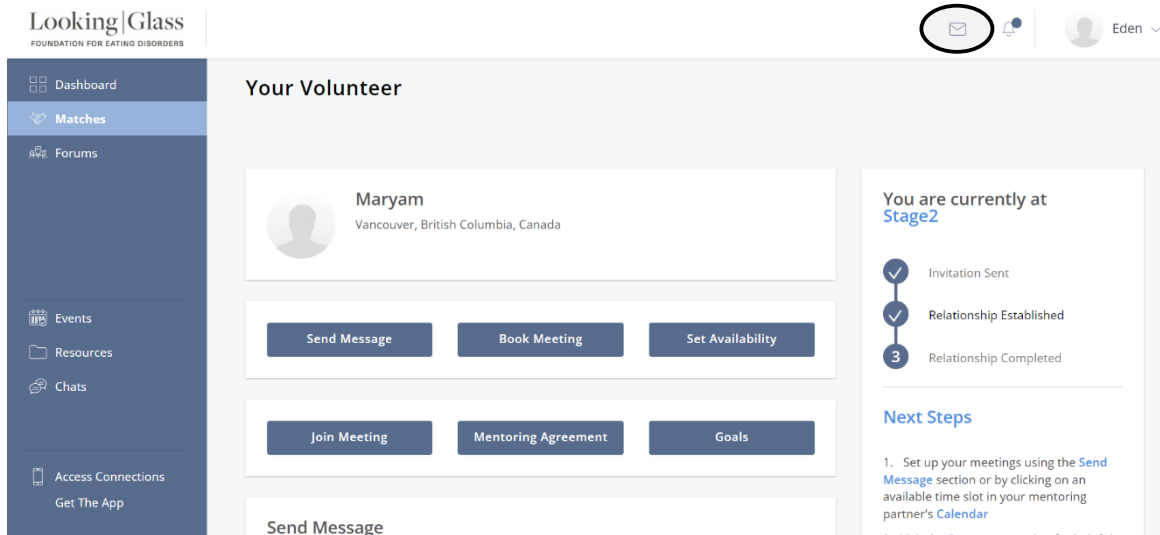 Looking|Glass
FOUNDATION FOR EATING DISORDERS
Eden
Dashboard
Matches
Forums
Events
Resources
Chats
Access Connections
Get The App
Your Volunteer
Maryam
Vancouver, British Columbia, Canada
Send Message
Book Meeting
Set Availability
Join Meeting
Mentoring Agreement
Goals
Send Message
You are currently at
Stage2
Invitation Sent
Relationship Established
3
Relationship Completed
Next Steps
1. Set up your meetings using the Send
Message section or by clicking on an
available time slot in your mentoring
partner's Calendar